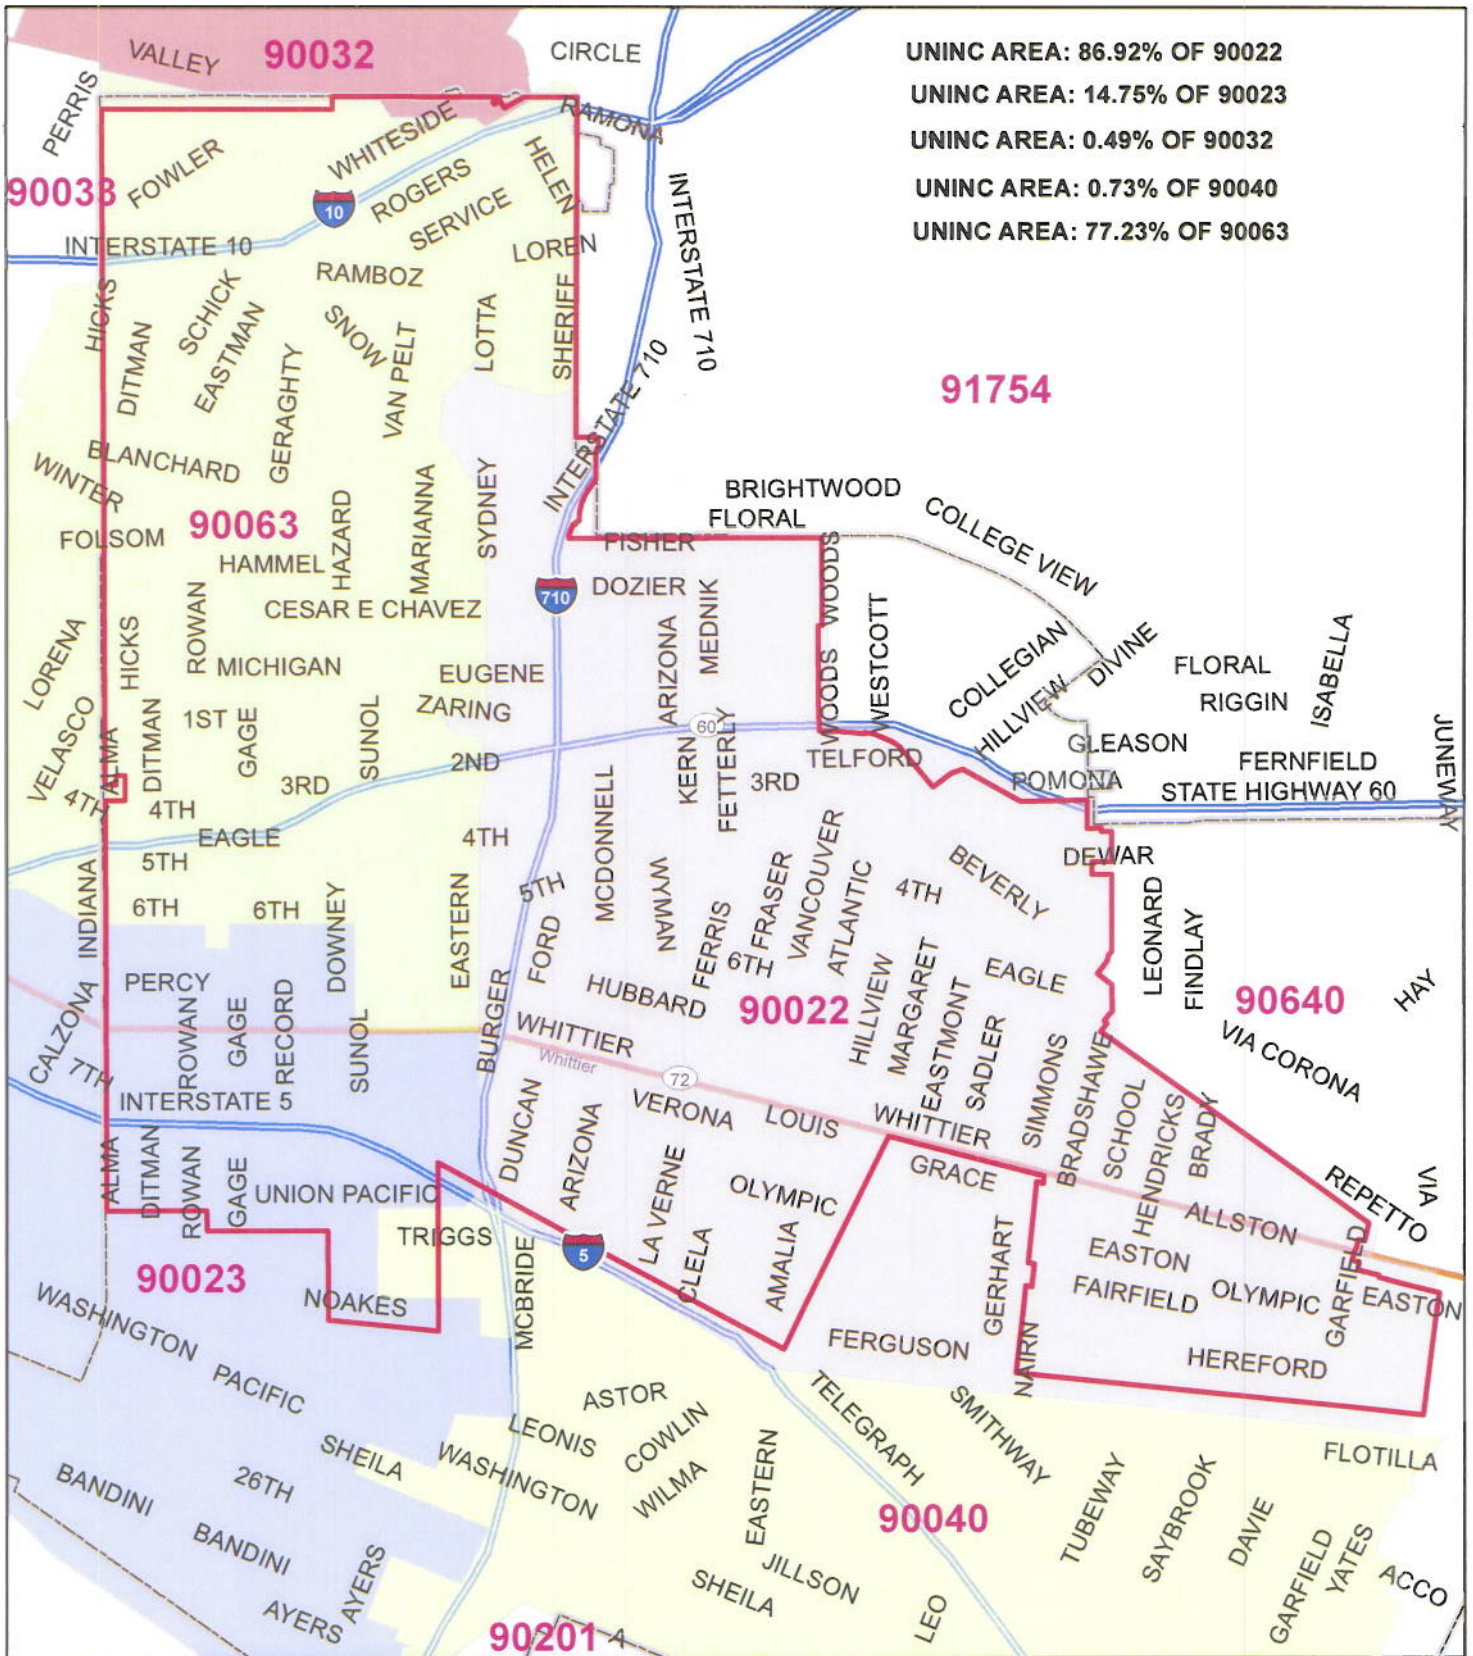 VALLEY
90032
CIRCLE
UNINC AREA: 86.92% OF 90022
UNINC AREA: 14.75% OF 90023
UNINC AREA: 0.49% OF 90032
UNINC AREA: 0.73% OF 90040
UNINC AREA: 77.23% OF 90063
PERRIS
RAMONA
WHITESIDE
FOWLER
HELEN
90033
10
ROGERS
SERVICE
INTERSTATE 10
LOREN
INTERSTATE 710
RAMBOZ
HICKS
SCHICK
SNOW
LOTTA
SHERIFF
DITMAN
EASTMAN
VAN PELT
GERAGHTY
INTERSTATE 710
91754
BLANCHARD
WINTER
BRIGHTWOOD
FLORAL
COLLEGE VIEW
90063
FOLSOM
HAZARD
MARIANNA
SYDNEY
FISHER
WOODS
HAMMEL
710
DOZIER
CESAR E CHAVEZ
ROWAN
MEDNIK
WESTCOTT
LORENA
HICKS
MICHIGAN
EUGENE
ARIZONA
COLLEGIAN
DIVINE
FLORAL
ISABELLA
RIGGIN
ZARING
WOODS
HILLVIEW
VELASCO
ALMA
DITMAN
1ST
GAGE
SUNOL
60
GLEASON
JUNEWAY
2ND
KERN
FETTERLY
3RD
TELFORD
POMONA
FERNFIELD
STATE HIGHWAY 60
4TH
4TH
3RD
EAGLE
4TH
MCDONNELL
5TH
INDIANA
6TH
6TH
DOWNEY
EASTERN
5TH
WYMAN
FRASER
VANCOUVER
ATLANTIC
4TH
BEVERLY
DEWAR
LEONARD
FINDLAY
FORD
FERRIS
6TH
EAGLE
PERCY
HUBBARD
90022
HILLVIEW
MARGARET
EASTMONT
90640
HAY
CALZONA
ROWAN
GAGE
RECORD
SUNOL
BURGER
WHITTIER
Whittier
72
SADLER
SIMMONS
BRADSHAWE
VIA CORONA
7TH
INTERSTATE 5
DUNCAN
ARIZONA
VERONA
LOUIS
WHITTIER
SCHOOL
HENDRICKS
BRADY
ALMA
DITMAN
ROWAN
GAGE
UNION PACIFIC
LA VERNE
OLYMPIC
GRACE
REPETTO
VIA
TRIGGS
5
CLELA
AMALIA
GERHART
ALLSTON
EASTON
GARFIELD
90023
NOAKES
MCBRIDE
FAIRFIELD
OLYMPIC
EASTON
WASHINGTON
FERGUSON
NAIRN
HEREFORD
PACIFIC
ASTOR
TELEGRAPH
SMITHWAY
LEONIS
COWLIN
SHEILA
WASHINGTON
WILMA
EASTERN
FLOTILLA
BANDINI
26TH
90040
TUBEWAY
SAYBROOK
DAVIE
BANDINI
JILLSON
SHEILA
GARFIELD
YATES
ACCO
AYERS
AYERS
LEO
90201
A